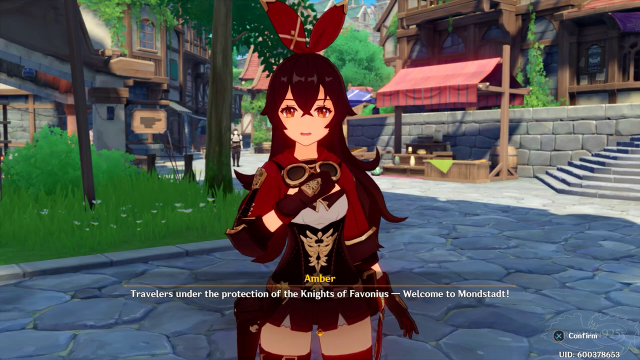 Amber
Travelers under the protection of the Knights of Favonius — Welcome to Mondstadt!
Confirm
UID: 600378653